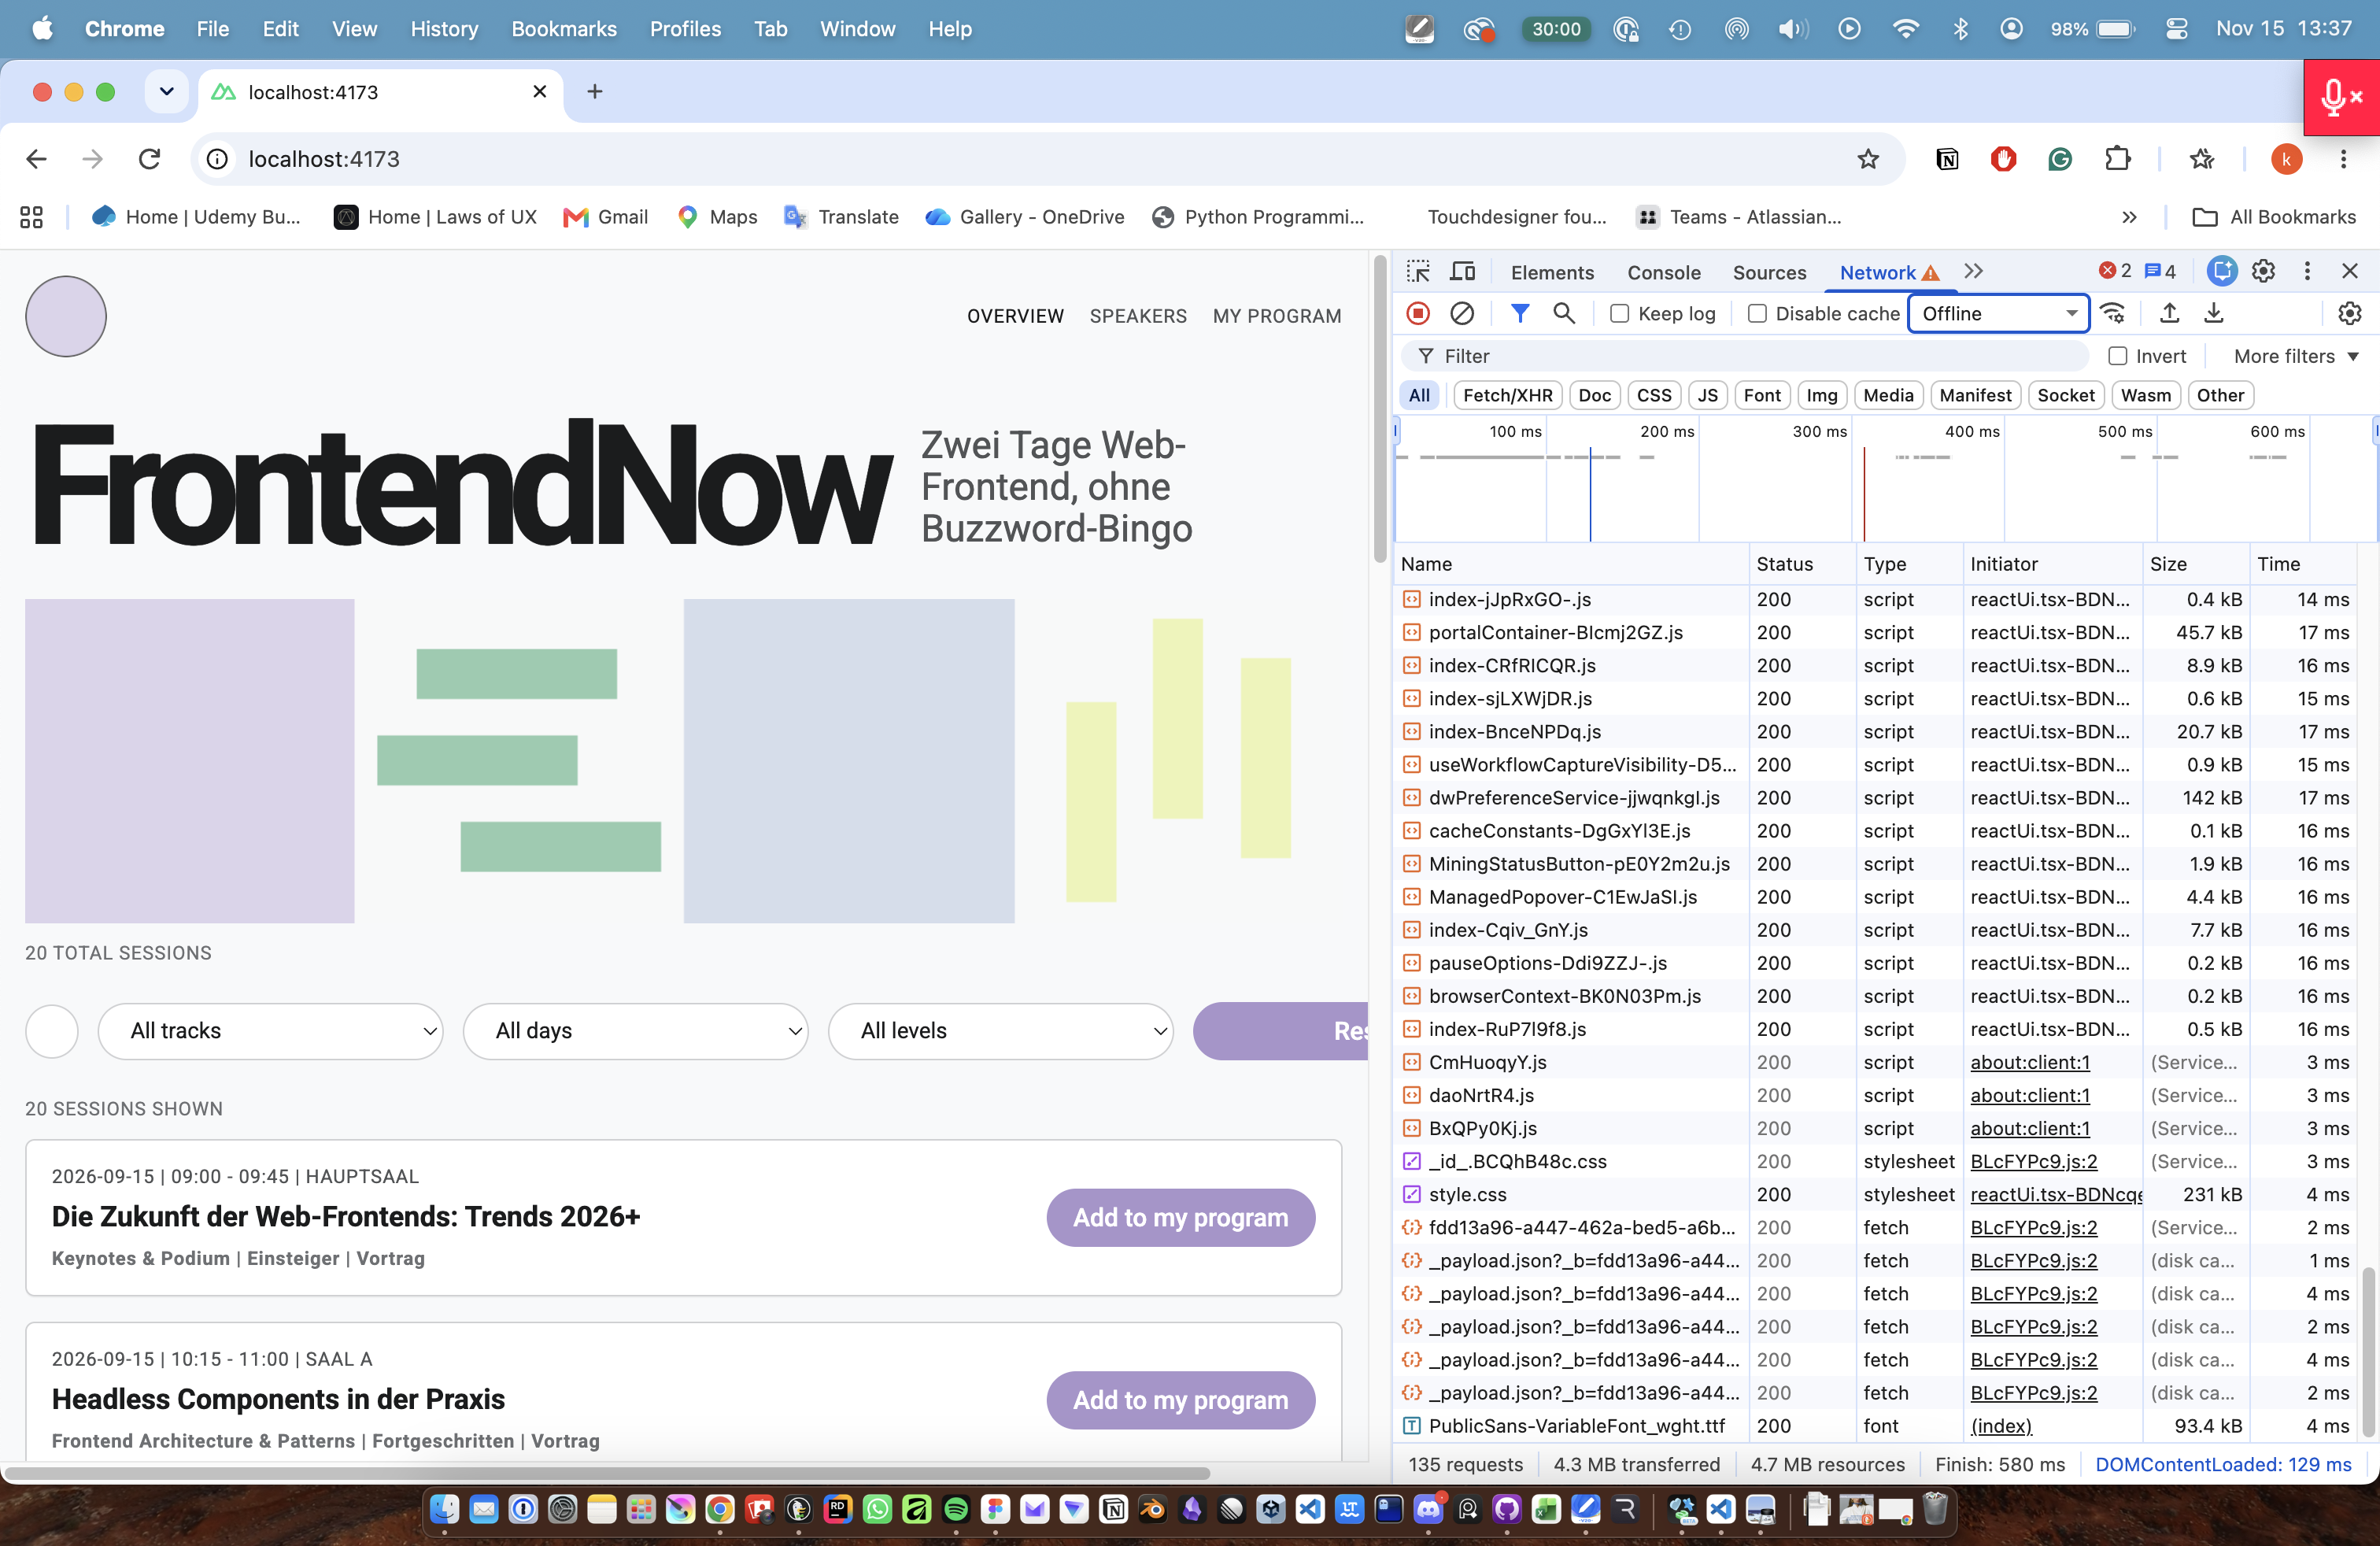 Chrome File Edit View History Bookmarks Profiles Tab Window Help 30:00 98% Nov 15 13:37
localhost:4173
localhost:4173
Home | Udemy Bu... Home | Laws of UX Gmail Maps Translate Gallery - OneDrive Python Programmi... Touchdesigner fou... Teams - Atlassian... All Bookmarks
OVERVIEW SPEAKERS MY PROGRAM
FrontendNow
Zwei Tage Web-
Frontend, ohne
Buzzword-Bingo
20 TOTAL SESSIONS
All tracks All days All levels Res
20 SESSIONS SHOWN
2026-09-15 | 09:00 - 09:45 | HAUPTSAAL
Die Zukunft der Web-Frontends: Trends 2026+
Keynotes & Podium | Einsteiger | Vortrag
Add to my program
2026-09-15 | 10:15 - 11:00 | SAAL A
Headless Components in der Praxis
Frontend Architecture & Patterns | Fortgeschritten | Vortrag
Add to my program
Elements Console Sources Network 2 4
Keep log Disable cache Offline
Filter Invert More filters
All Fetch/XHR Doc CSS JS Font Img Media Manifest Socket Wasm Other
100 ms 200 ms 300 ms 400 ms 500 ms 600 ms
Name Status Type Initiator Size Time
index-jJpRxGO-.js 200 script reactUi.tsx-BDN... 0.4 kB 14 ms
portalContainer-BIcmj2GZ.js 200 script reactUi.tsx-BDN... 45.7 kB 17 ms
index-CRfRICQR.js 200 script reactUi.tsx-BDN... 8.9 kB 16 ms
index-sjLXWjDR.js 200 script reactUi.tsx-BDN... 0.6 kB 15 ms
index-BnceNPDq.js 200 script reactUi.tsx-BDN... 20.7 kB 17 ms
useWorkflowCaptureVisibility-D5... 200 script reactUi.tsx-BDN... 0.9 kB 15 ms
dwPreferenceService-jjwqnkgI.js 200 script reactUi.tsx-BDN... 142 kB 17 ms
cacheConstants-DgGxYl3E.js 200 script reactUi.tsx-BDN... 0.1 kB 16 ms
MiningStatusButton-pE0Y2m2u.js 200 script reactUi.tsx-BDN... 1.9 kB 16 ms
ManagedPopover-C1EwJaSI.js 200 script reactUi.tsx-BDN... 4.4 kB 16 ms
index-Cqiv_GnY.js 200 script reactUi.tsx-BDN... 7.7 kB 16 ms
pauseOptions-Ddi9ZZJ-.js 200 script reactUi.tsx-BDN... 0.2 kB 16 ms
browserContext-BK0N03Pm.js 200 script reactUi.tsx-BDN... 0.2 kB 16 ms
index-RuP7l9f8.js 200 script reactUi.tsx-BDN... 0.5 kB 16 ms
CmHuoqyY.js 200 script about:client:1 (Service... 3 ms
daoNrtR4.js 200 script about:client:1 (Service... 3 ms
BxQPy0Kj.js 200 script about:client:1 (Service... 3 ms
_id_.BCQhB48c.css 200 stylesheet BLcFYPc9.js:2 (Service... 3 ms
style.css 200 stylesheet reactUi.tsx-BDNcqe 231 kB 4 ms
fdd13a96-a447-462a-bed5-a6b... 200 fetch BLcFYPc9.js:2 (Service... 2 ms
_payload.json?_b=fdd13a96-a44... 200 fetch BLcFYPc9.js:2 (disk ca... 1 ms
_payload.json?_b=fdd13a96-a44... 200 fetch BLcFYPc9.js:2 (disk ca... 4 ms
_payload.json?_b=fdd13a96-a44... 200 fetch BLcFYPc9.js:2 (disk ca... 2 ms
_payload.json?_b=fdd13a96-a44... 200 fetch BLcFYPc9.js:2 (disk ca... 4 ms
_payload.json?_b=fdd13a96-a44... 200 fetch BLcFYPc9.js:2 (disk ca... 2 ms
PublicSans-VariableFont_wght.ttf 200 font (index) 93.4 kB 4 ms
135 requests 4.3 MB transferred 4.7 MB resources Finish: 580 ms DOMContentLoaded: 129 ms